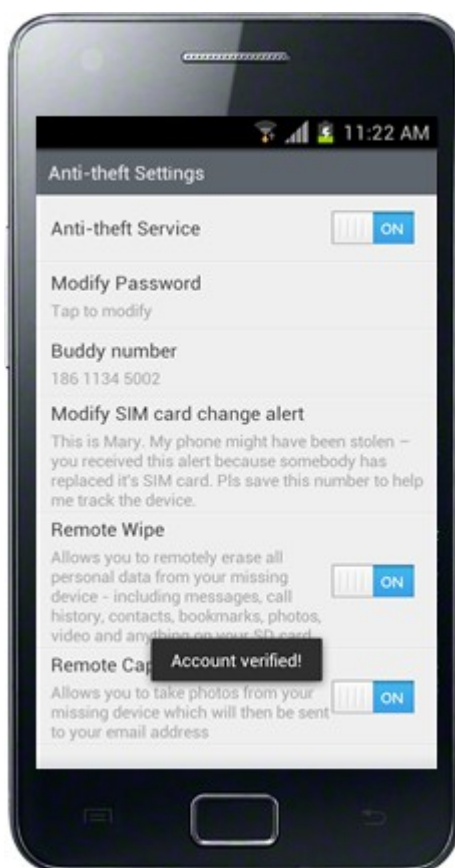 11:22 AM
Anti-theft Settings
Anti-theft Service
ON
Modify Password
Tap to modify
Buddy number
186 1134 5002
Modify SIM card change alert
This is Mary. My phone might have been stolen –
you received this alert because somebody has
replaced it's SIM card. Pls save this number to help
me track the device.
Remote Wipe
Allows you to remotely erase all
personal data from your missing
device - including messages, call
history, contacts, bookmarks, photos,
video and anything on your SD card
ON
Remote Cap
Account verified!
Allows you to take photos from your
missing device which will then be sent
to your email address
ON